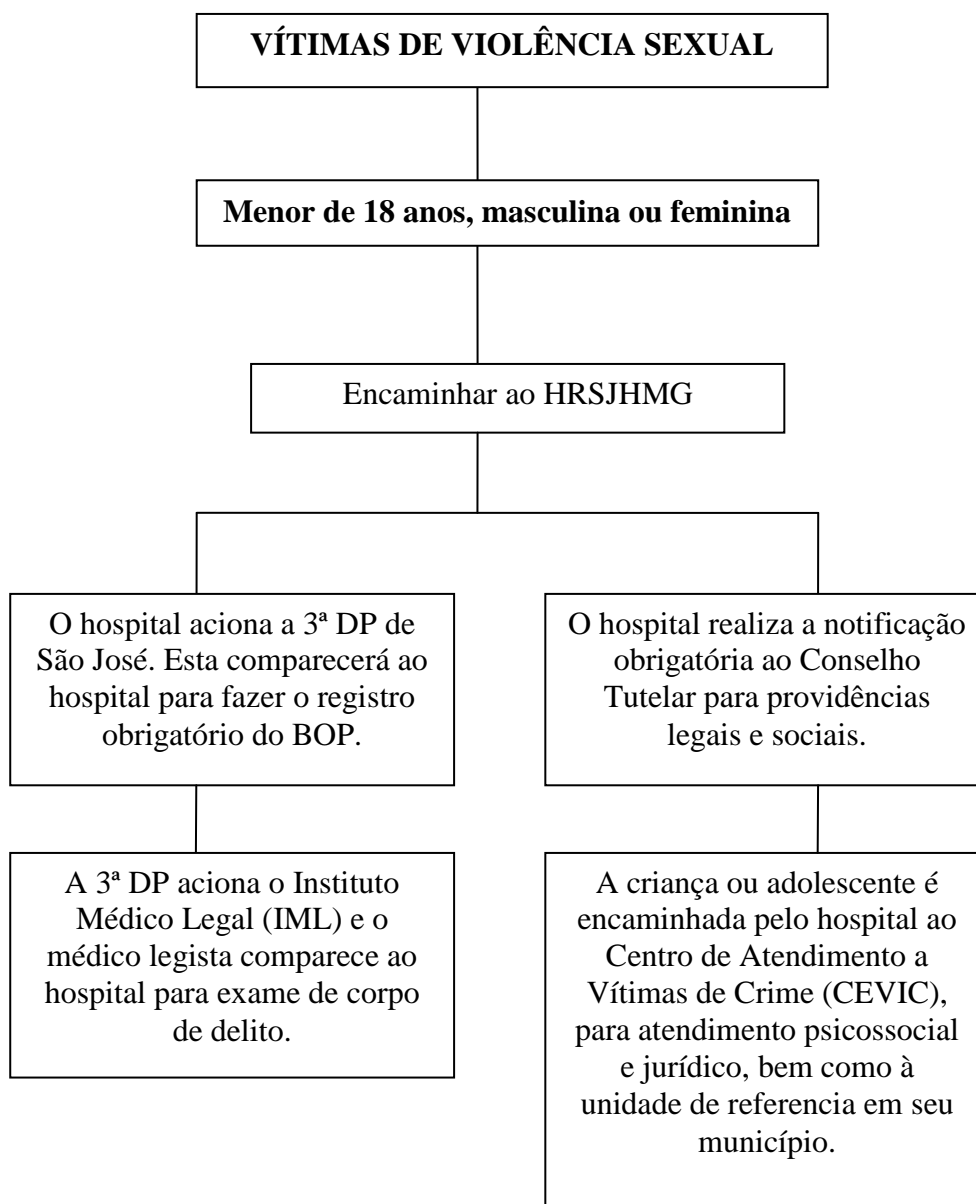 VÍTIMAS DE VIOLÊNCIA SEXUAL
Menor de 18 anos, masculina ou feminina
Encaminhar ao HRSJHMG
O hospital aciona a 3ª DP de
São José. Esta comparecerá ao
hospital para fazer o registro
obrigatório do BOP.
O hospital realiza a notificação
obrigatória ao Conselho
Tutelar para providências
legais e sociais.
A 3ª DP aciona o Instituto
Médico Legal (IML) e o
médico legista comparece ao
hospital para exame de corpo
de delito.
A criança ou adolescente é
encaminhada pelo hospital ao
Centro de Atendimento a
Vítimas de Crime (CEVIC),
para atendimento psicossocial
e jurídico, bem como à
unidade de referencia em seu
município.